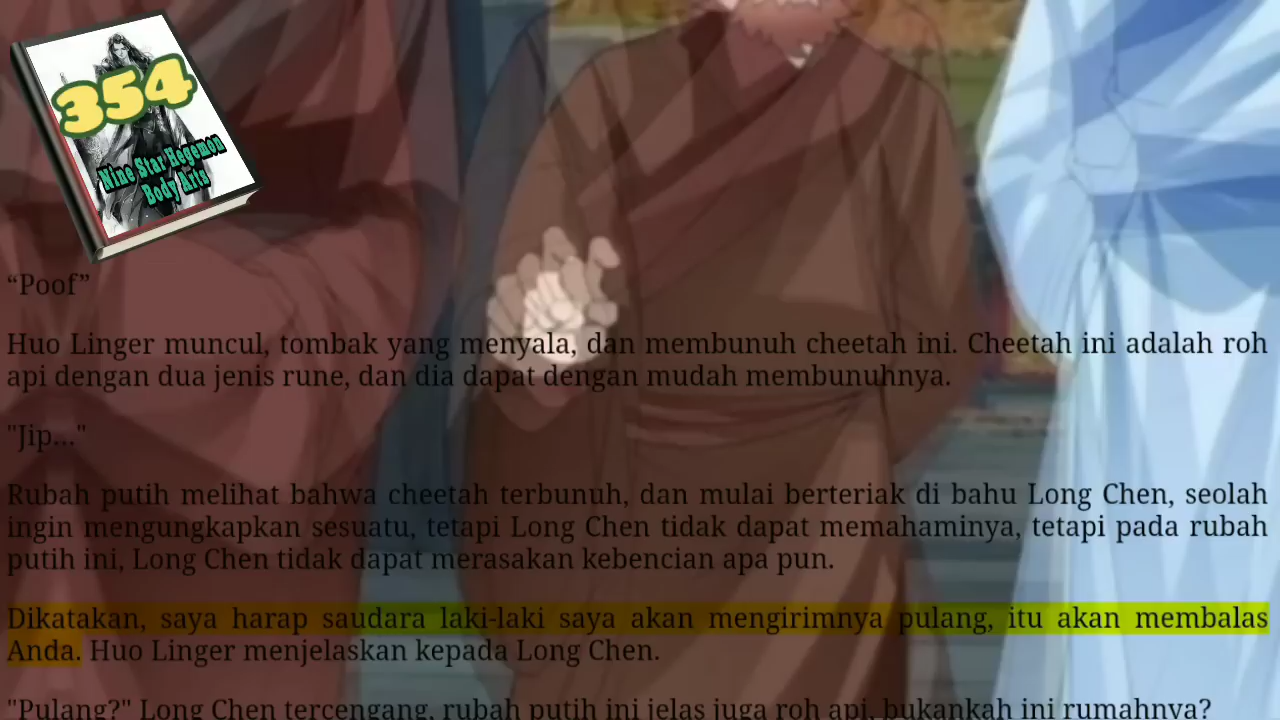 354
Nine Star Hegemon
Body Arts
“Poof”
Huo Linger muncul, tombak yang menyala, dan membunuh cheetah ini. Cheetah ini adalah roh
api dengan dua jenis rune, dan dia dapat dengan mudah membunuhnya.
"Jip..."
Rubah putih melihat bahwa cheetah terbunuh, dan mulai berteriak di bahu Long Chen, seolah
ingin mengungkapkan sesuatu, tetapi Long Chen tidak dapat memahaminya, tetapi pada rubah
putih ini, Long Chen tidak dapat merasakan kebencian apa pun.
Dikatakan, saya harap saudara laki-laki saya akan mengirimnya pulang, itu akan membalas
Anda. Huo Linger menjelaskan kepada Long Chen.
"Pulang?" Long Chen tercengang, rubah putih ini jelas juga roh api, bukankah ini rumahnya?